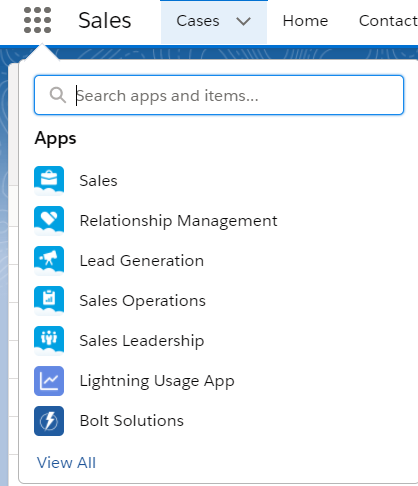 Sales Cases Home Contact
Search apps and items...
Apps
Sales
Relationship Management
Lead Generation
Sales Operations
Sales Leadership
Lightning Usage App
Bolt Solutions
View All